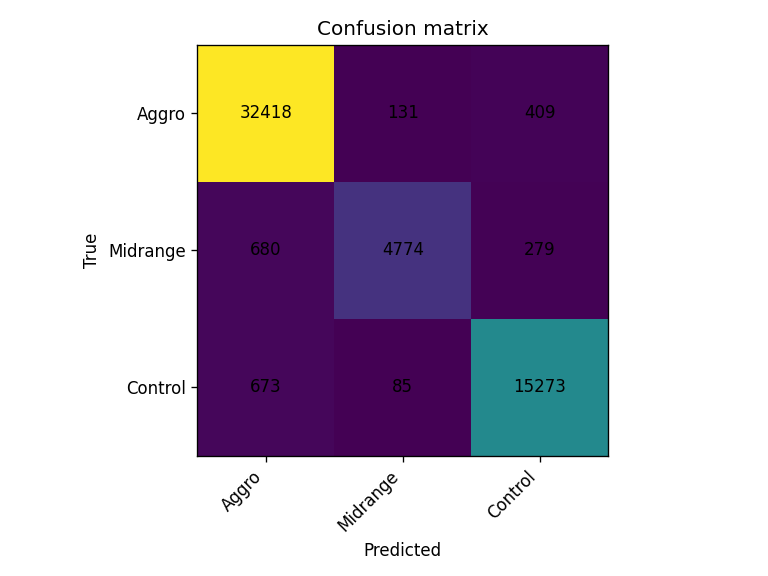 Confusion matrix
Aggro 32418 131 409
Midrange 680 4774 279
Control 673 85 15273
True
Aggro Midrange Control
Predicted